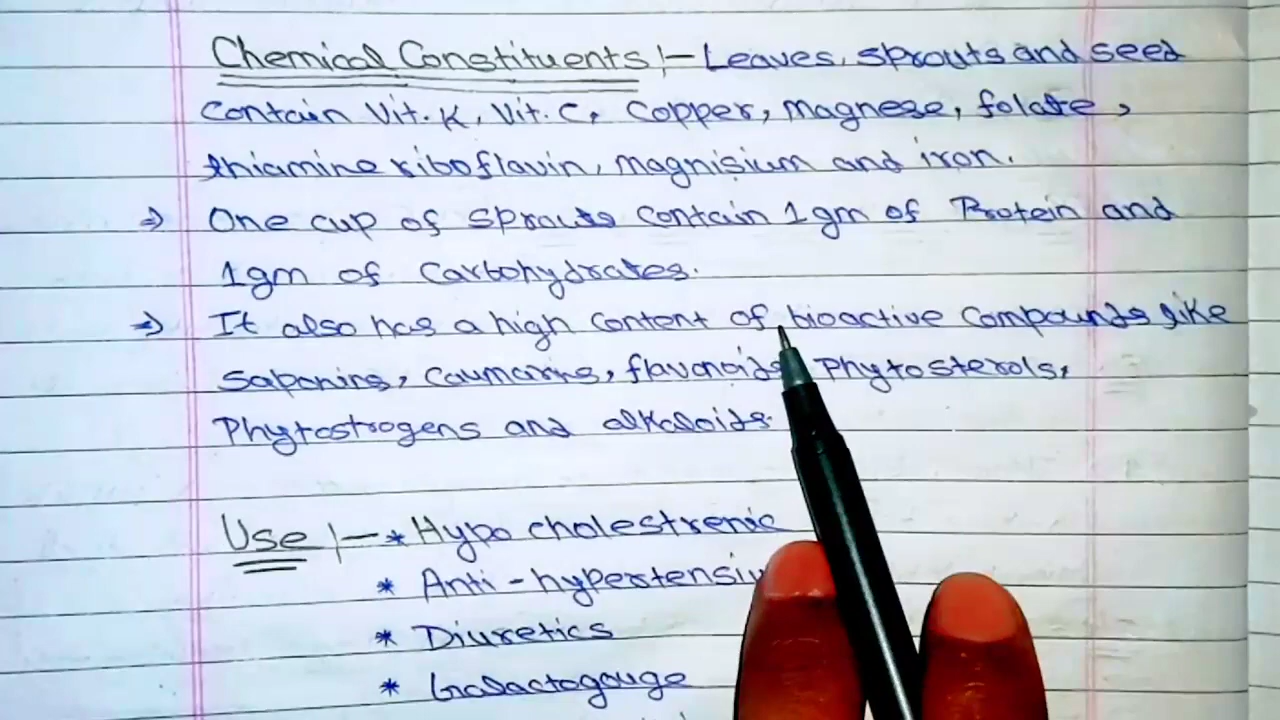 Chemical Constituents :- Leaves, sprouts and seed
contain Vit. K, Vit. C, Copper, Magnese, folate,
thiamine riboflavin, magnisium and iron.
⇒ One cup of sprouts contain 1gm of Protein and
1gm of Carbohydrates.
⇒ It also has a high content of bioactive compounds like
Saponins, Coumarins, flavonoids Phytosterols,
Phytostrogens and alkaloids.
Use :- * Hypo cholestremic
* Anti-hypertensiv
* Diuretics
* Galactogauge